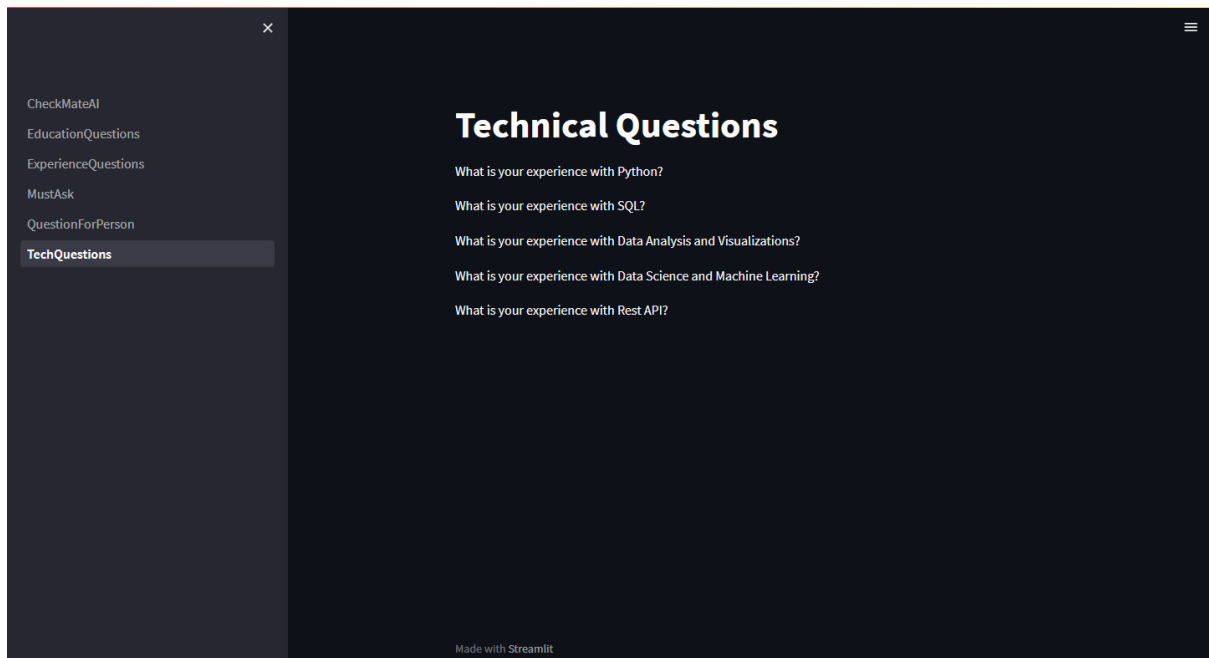 CheckMateAI
EducationQuestions
ExperienceQuestions
MustAsk
QuestionForPerson
TechQuestions
Technical Questions
What is your experience with Python?
What is your experience with SQL?
What is your experience with Data Analysis and Visualizations?
What is your experience with Data Science and Machine Learning?
What is your experience with Rest API?
Made with Streamlit